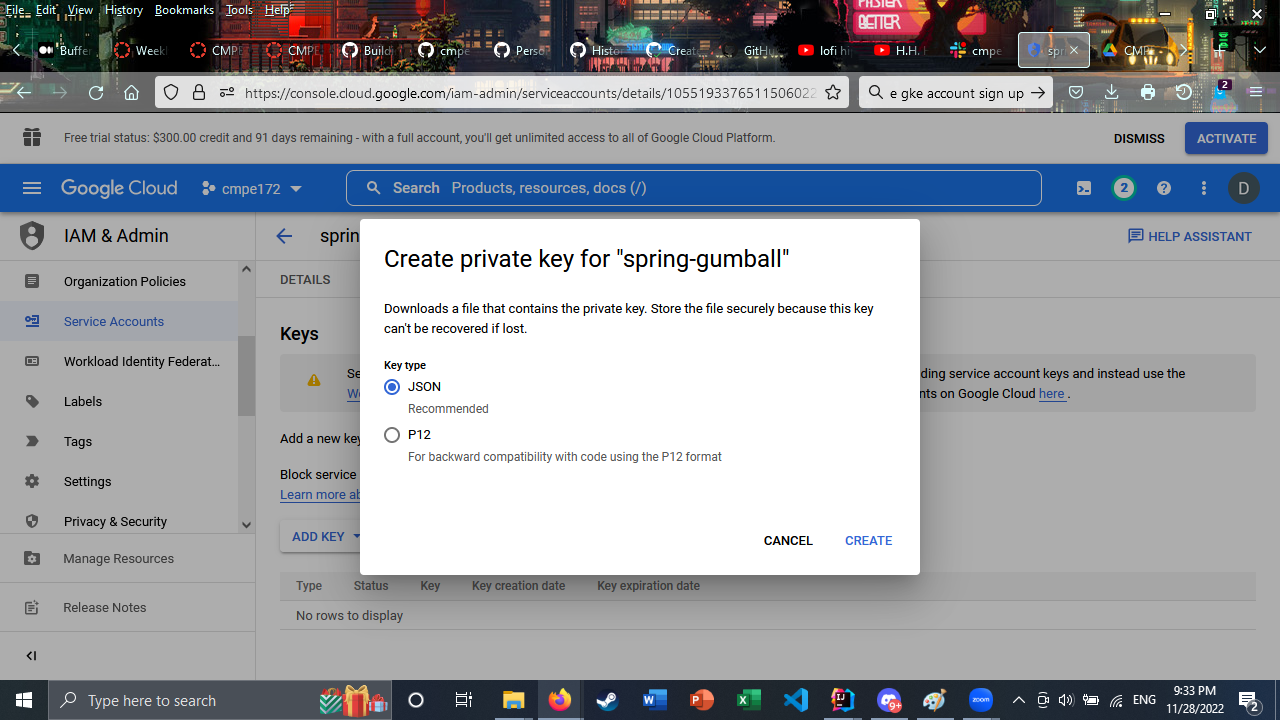 File Edit View History Bookmarks Tools Help
PASTER
BETTER
Buffer Week CMPE CMPE Build cmpe Perso Histo Creat GitHu lofi hi H.H. cmpe spr CMP
https://console.cloud.google.com/iam-admin/serviceaccounts/details/1055193376511506022
e gke account sign up
2
Free trial status: $300.00 credit and 91 days remaining - with a full account, you'll get unlimited access to all of Google Cloud Platform.
DISMISS
ACTIVATE
Google Cloud
cmpe172
Search Products, resources, docs (/)
2
D
IAM & Admin
sprin
HELP ASSISTANT
Organization Policies
Service Accounts
Workload Identity Federat...
Labels
Tags
Settings
Privacy & Security
Manage Resources
Release Notes
DETAILS
Keys
Se
ding service account keys and instead use the
We
nts on Google Cloud here .
Add a new key
Block service
Learn more ab
ADD KEY
Type Status Key Key creation date Key expiration date
No rows to display
Create private key for "spring-gumball"
Downloads a file that contains the private key. Store the file securely because this key
can't be recovered if lost.
Key type
JSON
Recommended
P12
For backward compatibility with code using the P12 format
CANCEL
CREATE
Type here to search
9+
zoom
ENG
9:33 PM
11/28/2022
2